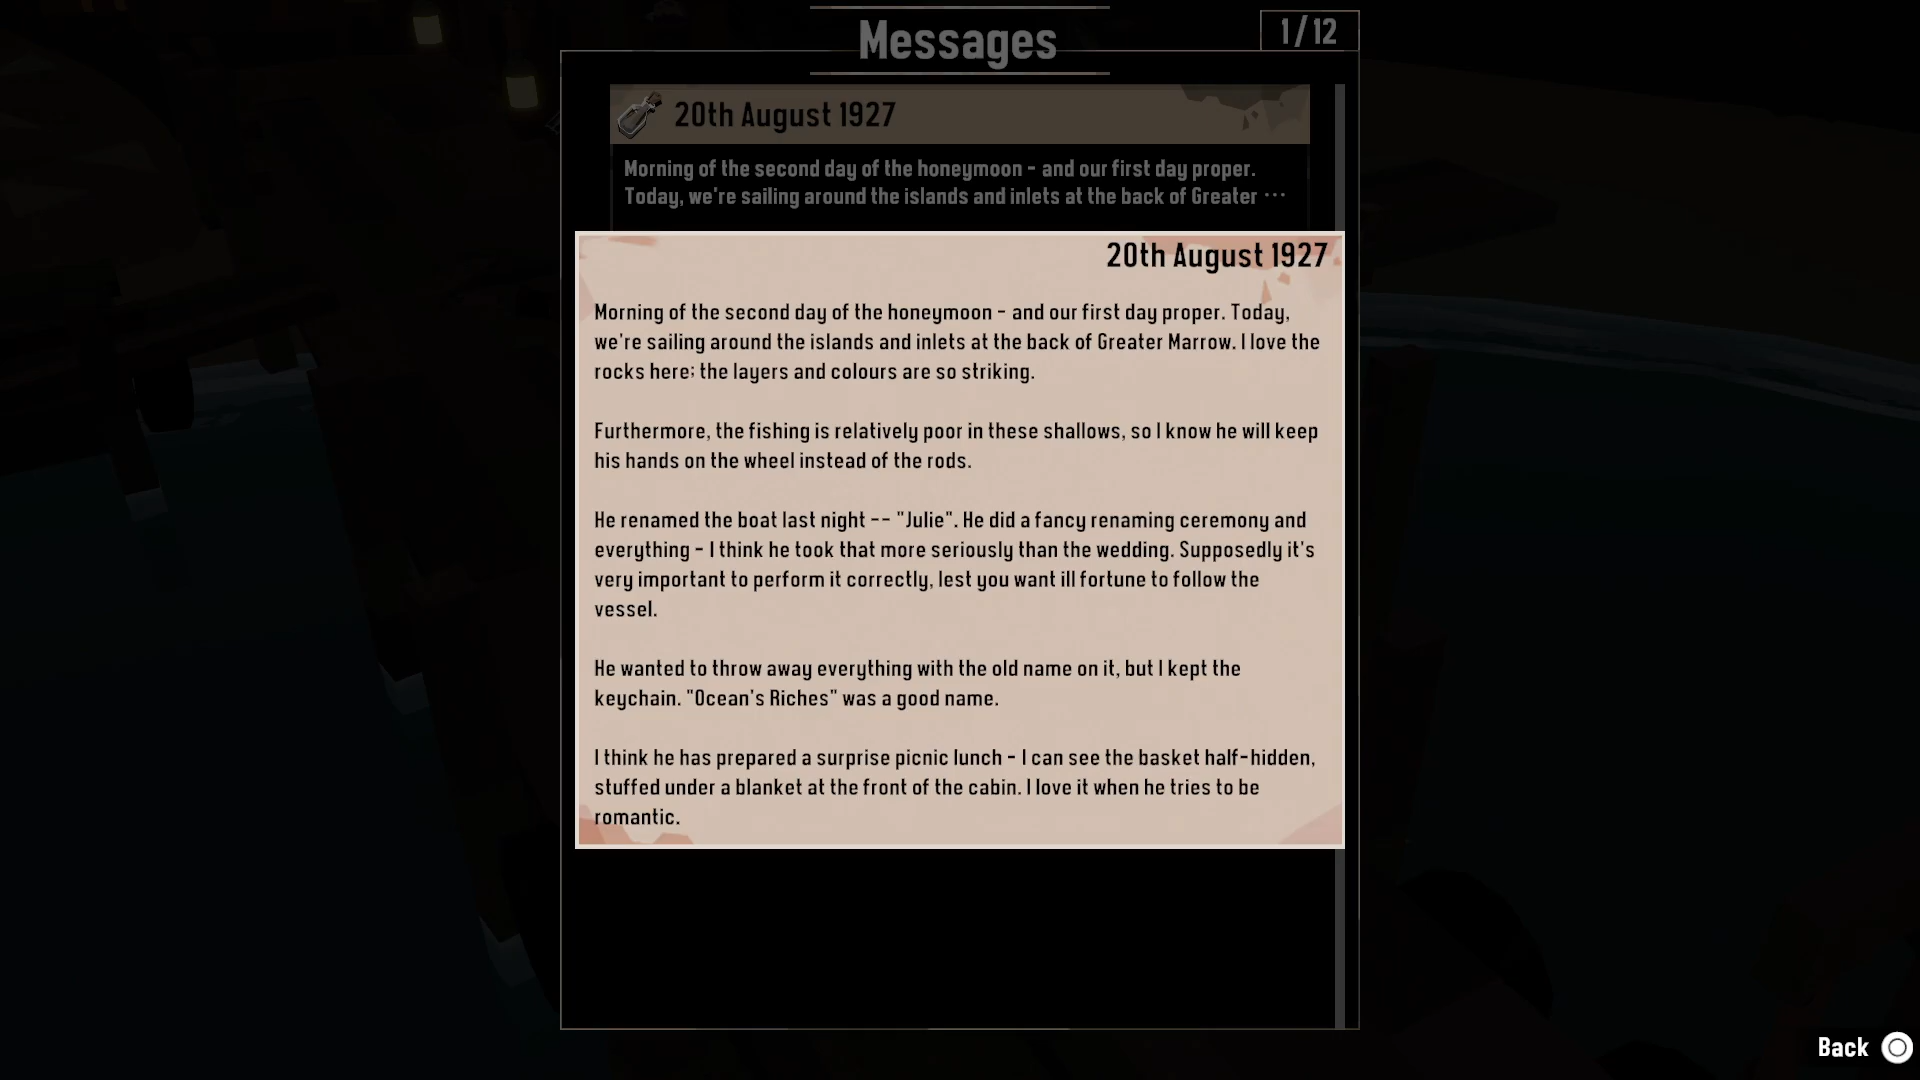 Messages
1/12
20th August 1927
Morning of the second day of the honeymoon - and our first day proper.
Today, we're sailing around the islands and inlets at the back of Greater ···
20th August 1927
Morning of the second day of the honeymoon - and our first day proper. Today,
we're sailing around the islands and inlets at the back of Greater Marrow. I love the
rocks here; the layers and colours are so striking.
Furthermore, the fishing is relatively poor in these shallows, so I know he will keep
his hands on the wheel instead of the rods.
He renamed the boat last night -- "Julie". He did a fancy renaming ceremony and
everything - I think he took that more seriously than the wedding. Supposedly it's
very important to perform it correctly, lest you want ill fortune to follow the
vessel.
He wanted to throw away everything with the old name on it, but I kept the
keychain. "Ocean's Riches" was a good name.
I think he has prepared a surprise picnic lunch - I can see the basket half-hidden,
stuffed under a blanket at the front of the cabin. I love it when he tries to be
romantic.
Back